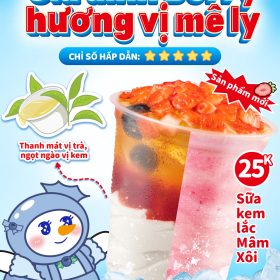 hương vị mê ly
CHỈ SỐ HẤP DẪN:
Sản phẩm mới
Thanh mát vị trà,
ngọt ngào vị kem
25K
Sữa
kem
lắc
Mâm
Xôi